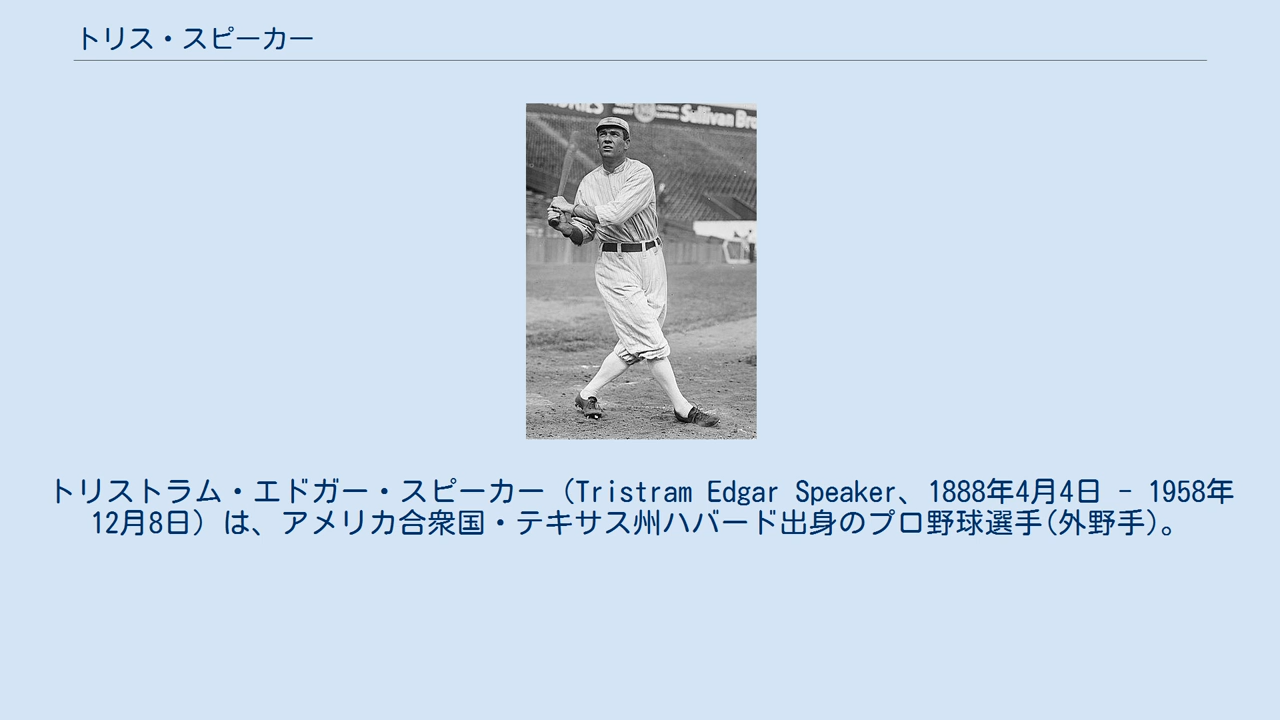 トリス・スピーカー
Sullivan Bro
トリストラム・エドガー・スピーカー（Tristram Edgar Speaker、1888年4月4日 - 1958年
12月8日）は、アメリカ合衆国・テキサス州ハバード出身のプロ野球選手(外野手)。